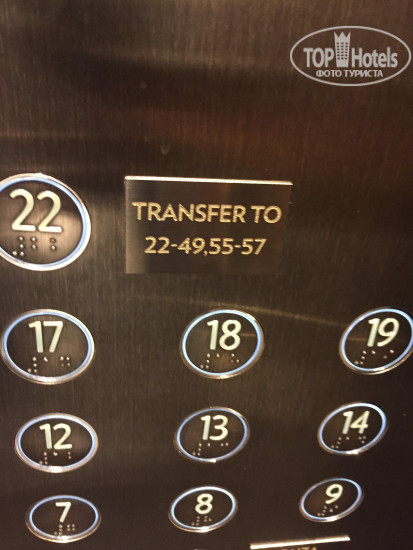 TOP Hotels
ФОТО ТУРИСТА
22
TRANSFER TO
22-49,55-57
17 18 19
12 13 14
7 8 9